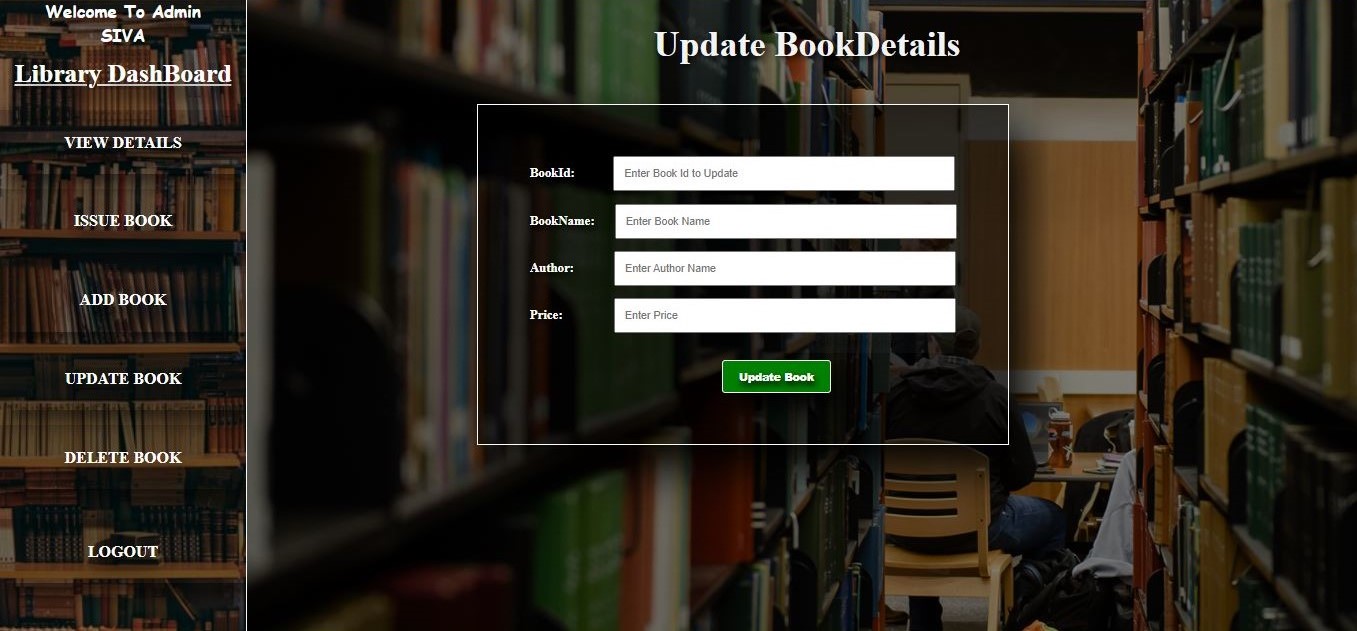 Welcome To Admin
SIVA
Library DashBoard
VIEW DETAILS
ISSUE BOOK
ADD BOOK
UPDATE BOOK
DELETE BOOK
LOGOUT
Update BookDetails
BookId: Enter Book Id to Update
BookName: Enter Book Name
Author: Enter Author Name
Price: Enter Price
Update Book